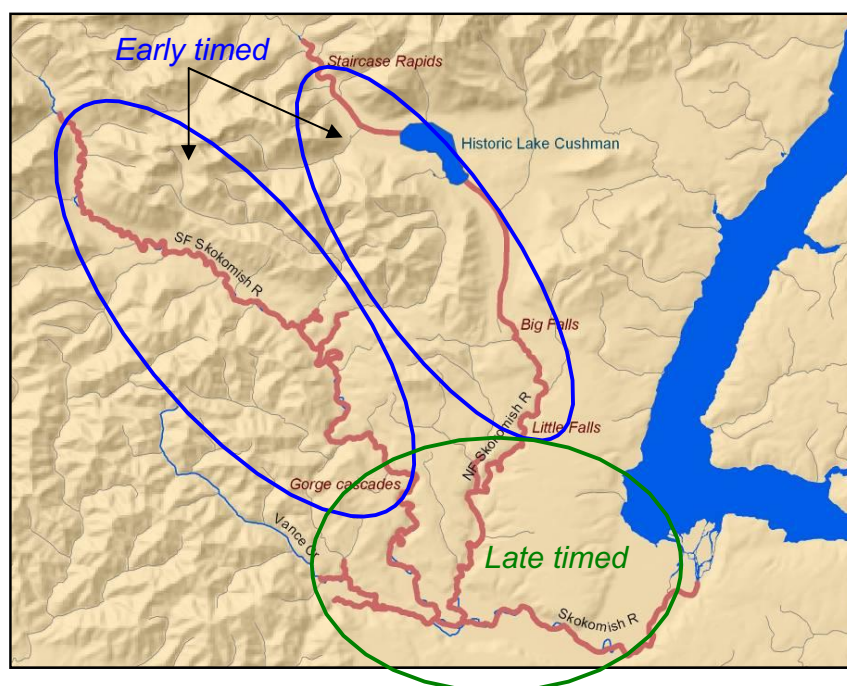 Early timed
Staircase Rapids
Historic Lake Cushman
SF Skokomish R
Big Falls
NF Skokomish R
Little Falls
Gorge cascades
Vance Cr
Late timed
Skokomish R